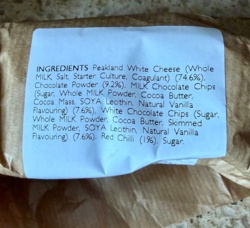 INGREDIENTS Peakland White Cheese (Whole
MILK Salt, Starter Culture, Coagulant) (74.6%),
Chocolate Powder (9.2%), MILK Chocolate Chips
(Sugar, Whole MILK Powder, Cocoa Butter,
Cocoa Mass, SOYA Lecithin, Natural Vanilla
Flavouring) (7.6%), White Chocolate Chips (Sugar,
Whole MILK Powder, Cocoa Butter, Skimmed
MILK Powder, SOYA Lecithin, Natural Vanilla
Flavouring) (7.6%), Red Chilli (1%), Sugar.